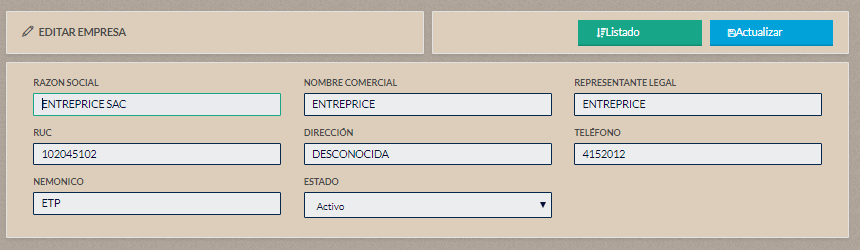 EDITAR EMPRESA
Listado
Actualizar
RAZON SOCIAL
ENTREPRICE SAC
NOMBRE COMERCIAL
ENTREPRICE
REPRESENTANTE LEGAL
ENTREPRICE
RUC
102045102
DIRECCIÓN
DESCONOCIDA
TELÉFONO
4152012
NEMONICO
ETP
ESTADO
Activo